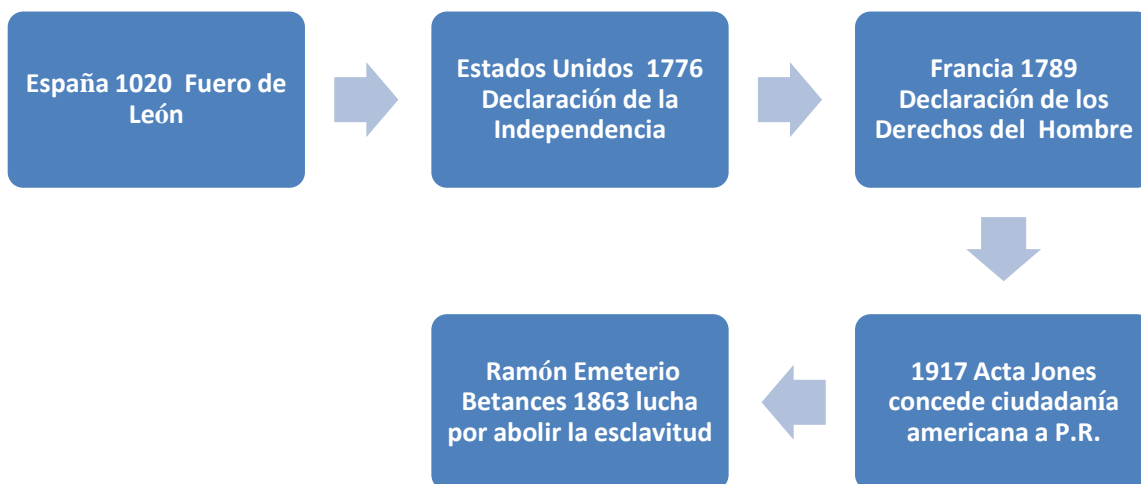 España 1020 Fuero de
León
Estados Unidos 1776
Declaración de la
Independencia
Francia 1789
Declaración de los
Derechos del Hombre
1917 Acta Jones
concede ciudadanía
americana a P.R.
Ramón Emeterio
Betances 1863 lucha
por abolir la esclavitud